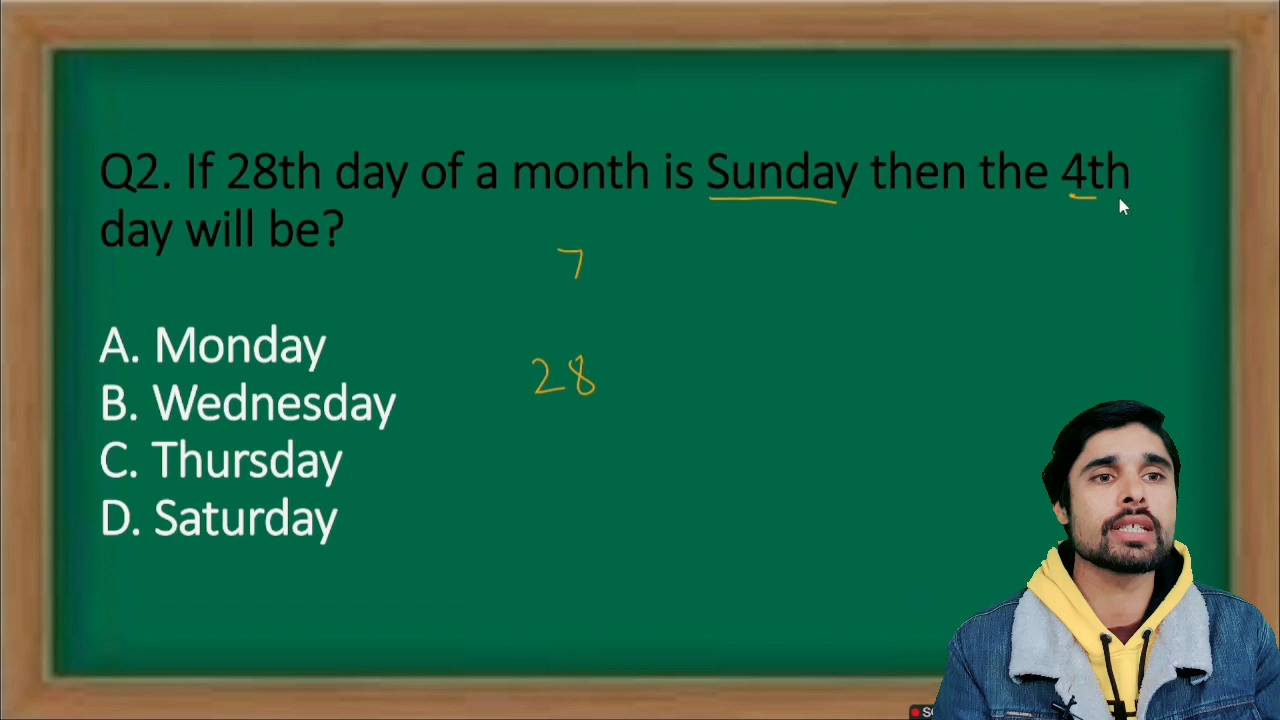 Q2. If 28th day of a month is Sunday then the 4th
day will be?
7
A. Monday
28
B. Wednesday
C. Thursday
D. Saturday